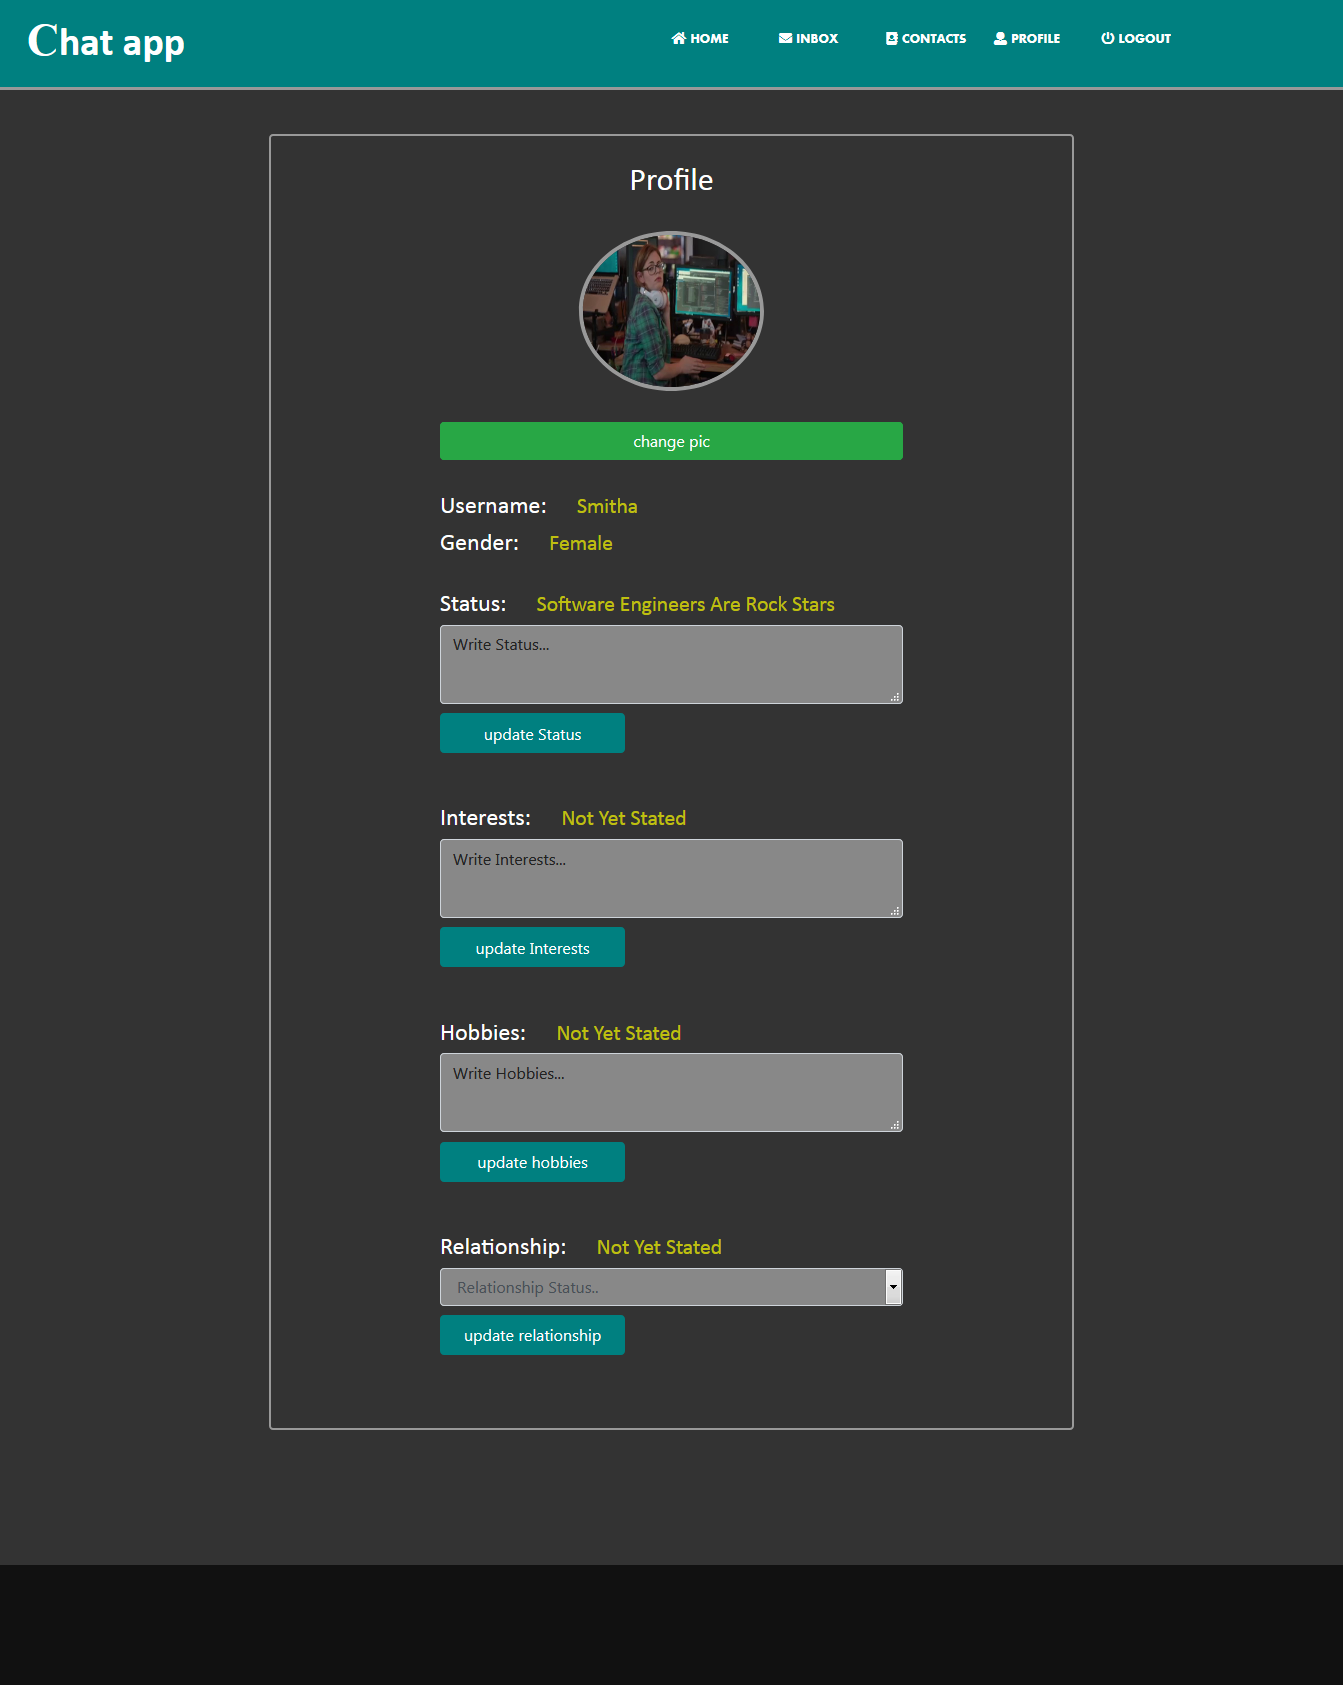 Chat app
HOME INBOX CONTACTS PROFILE LOGOUT
Profile
change pic
Username: Smitha
Gender: Female
Status: Software Engineers Are Rock Stars
Write Status...
update Status
Interests: Not Yet Stated
Write Interests...
update Interests
Hobbies: Not Yet Stated
Write Hobbies...
update hobbies
Relationship: Not Yet Stated
Relationship Status..
update relationship